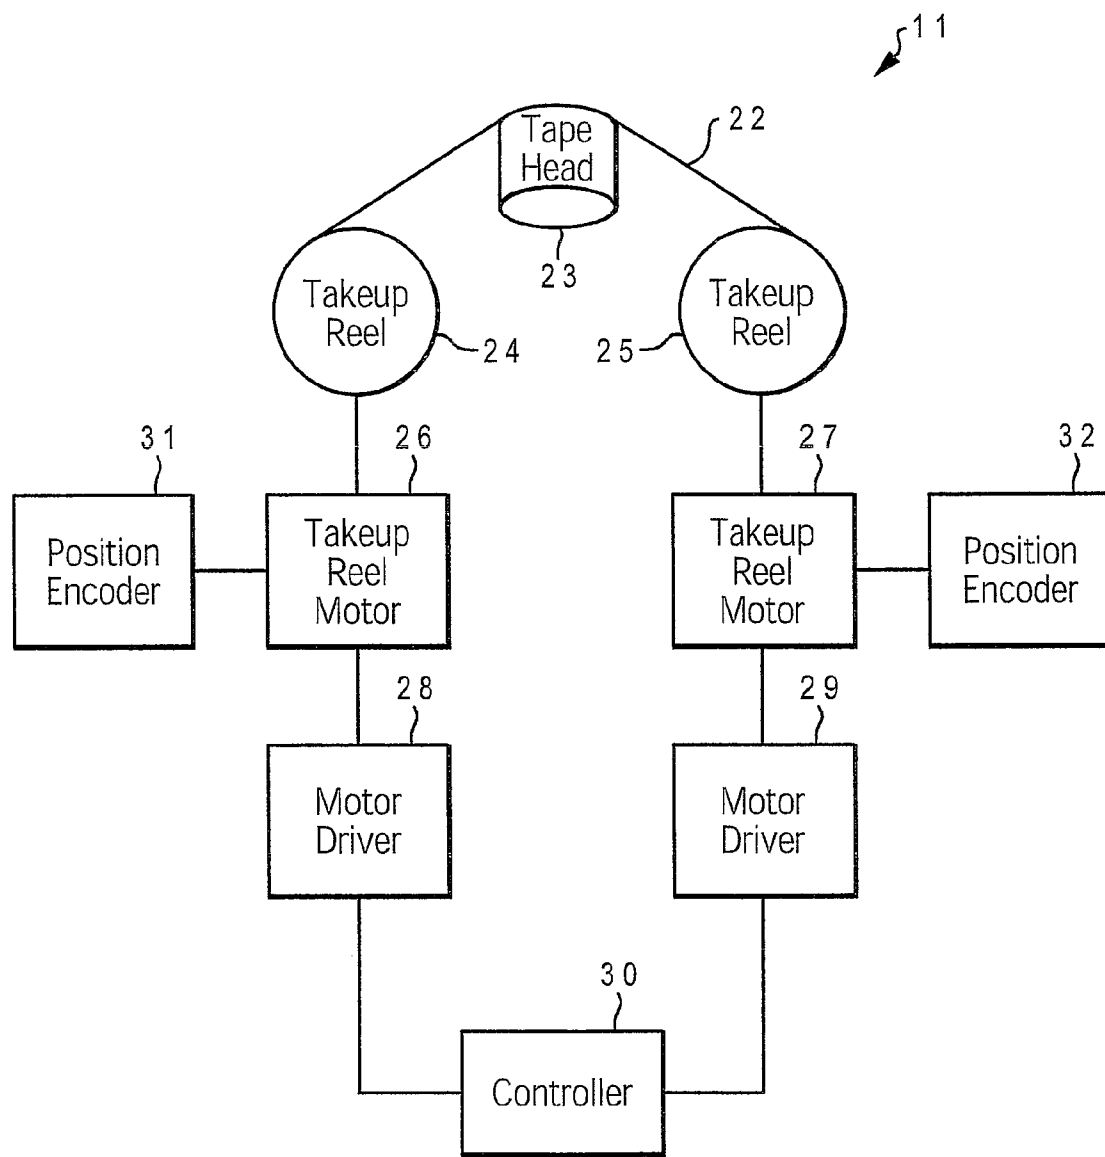 11
Tape
Head
22
23
Takeup
Reel
24
25
Takeup
Reel
31
26
27
32
Position
Encoder
Takeup
Reel
Motor
Takeup
Reel
Motor
Position
Encoder
28
29
Motor
Driver
Motor
Driver
30
Controller